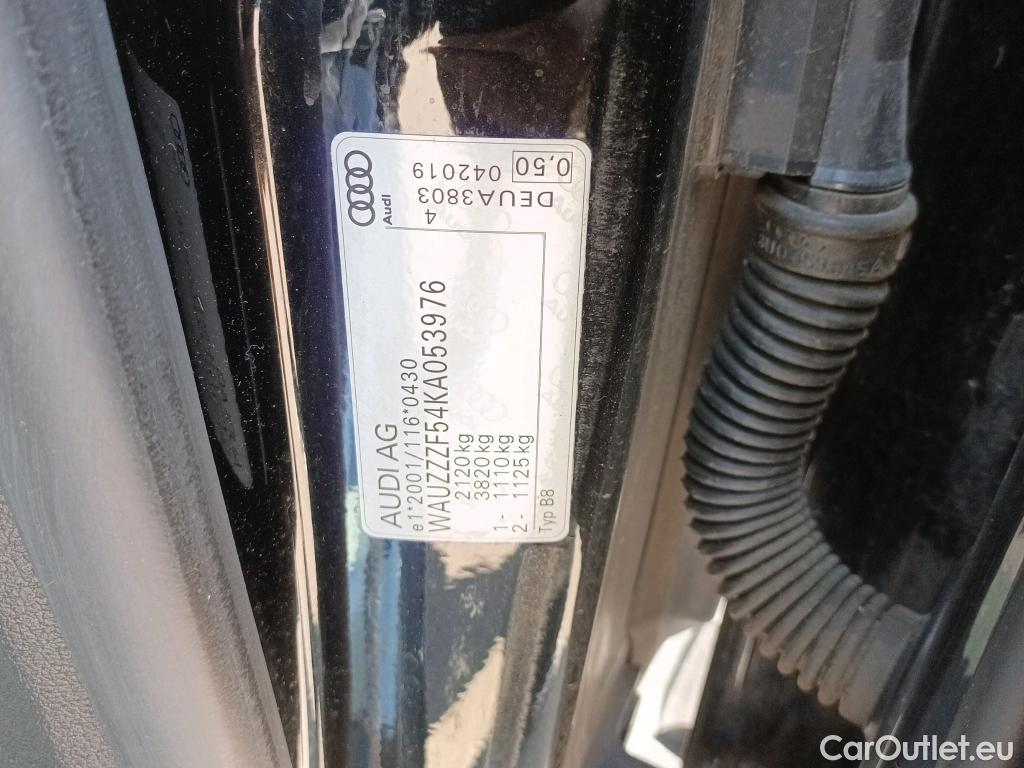 AUDI AG
e1*2001/116*0430
WAUZZZF54KA0539976
2120kg
3820kg
1- 1110kg
2- 1125kg
Typ B8
Audi
4
DEUA3803
042019 0,50
CarOutlet.eu